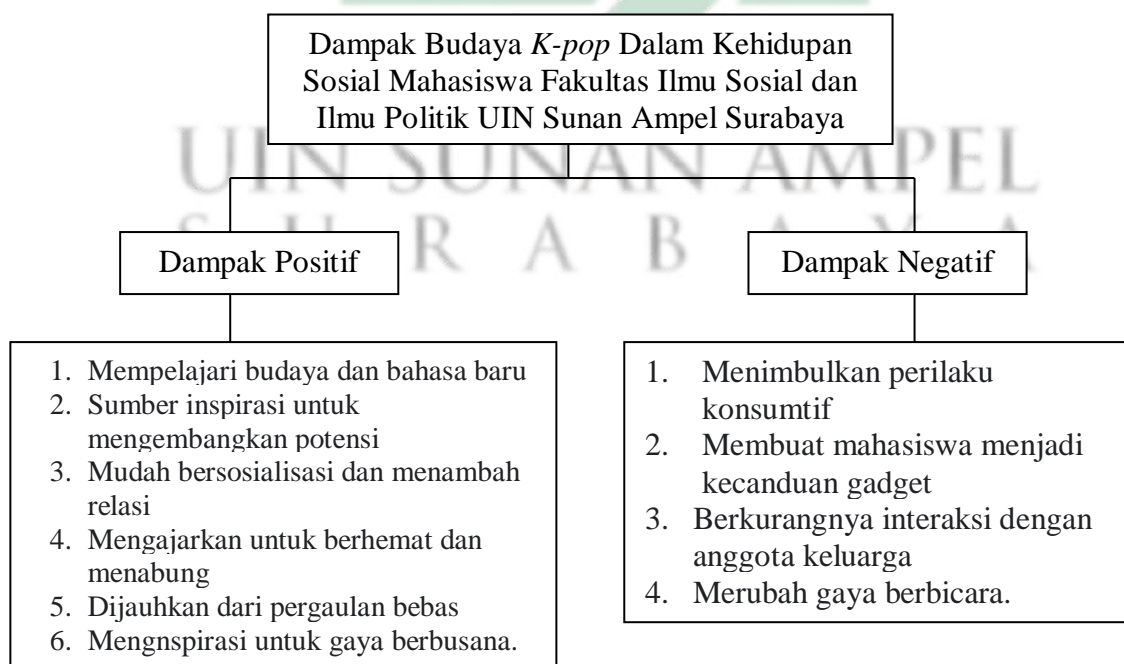 Dampak Budaya K-pop Dalam Kehidupan
Sosial Mahasiswa Fakultas Ilmu Sosial dan
Ilmu Politik UIN Sunan Ampel Surabaya
UIN SUNAN AMPEL
SURABAYA
Dampak Positif
Dampak Negatif
1. Mempelajari budaya dan bahasa baru
2. Sumber inspirasi untuk
mengembangkan potensi
3. Mudah bersosialisasi dan menambah
relasi
4. Mengajarkan untuk berhemat dan
menabung
5. Dijauhkan dari pergaulan bebas
6. Mengnspirasi untuk gaya berbusana.
1. Menimbulkan perilaku
konsumtif
2. Membuat mahasiswa menjadi
kecanduan gadget
3. Berkurangnya interaksi dengan
anggota keluarga
4. Merubah gaya berbicara.